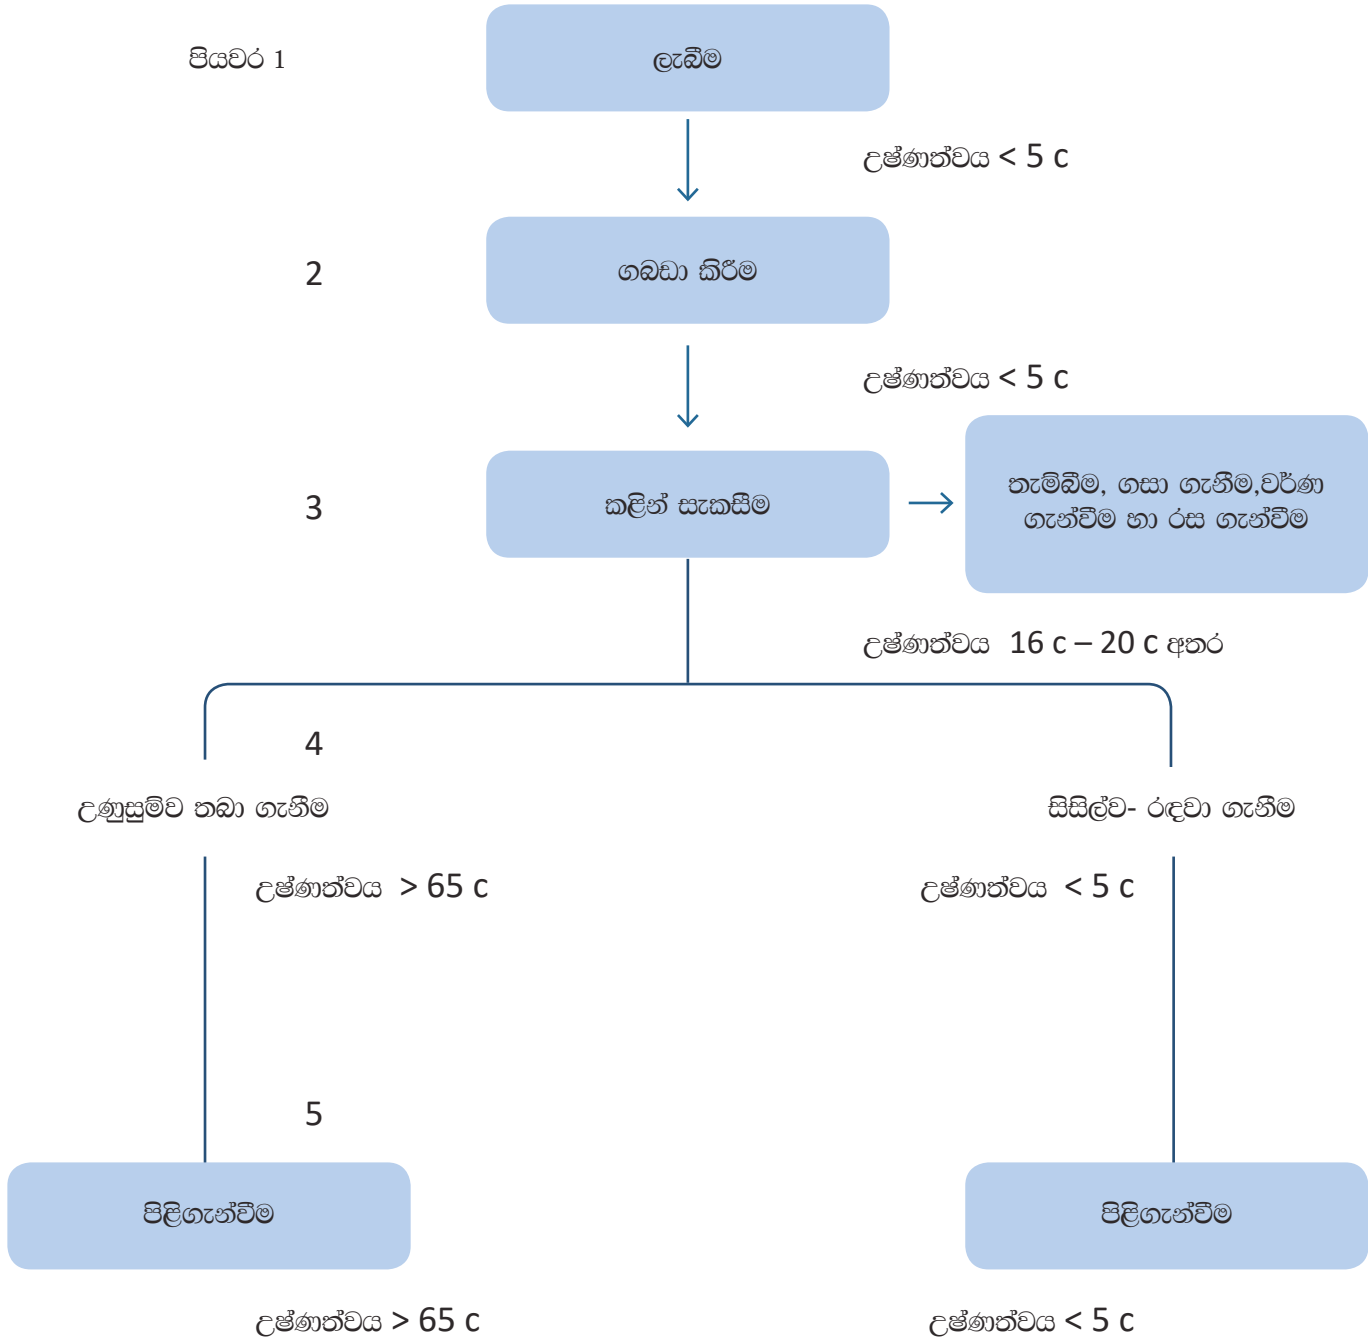 පියවර 1
ලැබීම
උෂ්ණත්වය < 5 c
2
ගබඩා කිරීම
උෂ්ණත්වය < 5 c
3
කළින් සැකසීම
තැම්බීම, ගසා ගැනීම,වර්ණ
ගැන්වීම හා රස ගැන්වීම
උෂ්ණත්වය 16 c – 20 c අතර
4
උණුසුම්ව තබා ගැනීම
සිසිල්ව- රඳවා ගැනීම
උෂ්ණත්වය > 65 c
උෂ්ණත්වය < 5 c
5
පිළිගැන්වීම
පිළිගැන්වීම
උෂ්ණත්වය > 65 c
උෂ්ණත්වය < 5 c